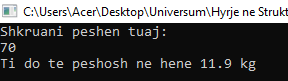 C:\Users\Acer\Desktop\Universum\Hyrje ne Strukt
Shkruani peshen tuaj:
70
Ti do te peshosh ne hene 11.9 kg